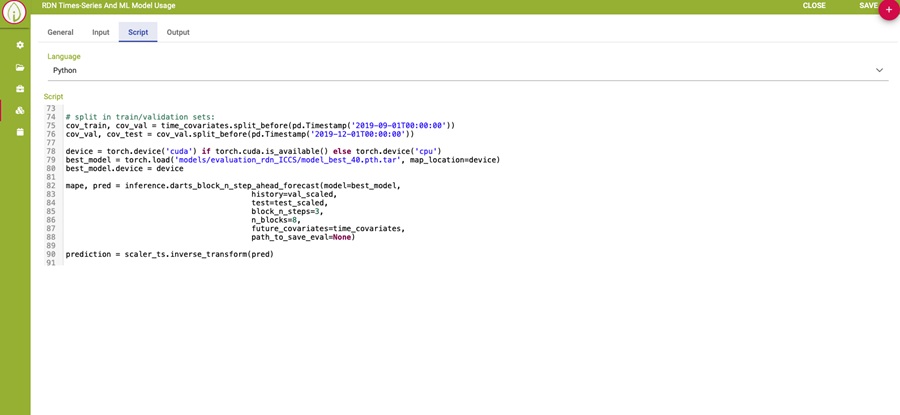 RDN Times-Series And ML Model Usage
CLOSE
SAVE
+
General
Input
Script
Output
Language
Python
Script
73
74 # split in train/validation sets:
75 cov_train, cov_val = time_covariates.split_before(pd.Timestamp('2019-09-01T00:00:00'))
76 cov_val, cov_test = cov_val.split_before(pd.Timestamp('2019-12-01T00:00:00'))
77
78 device = torch.device('cuda') if torch.cuda.is_available() else torch.device('cpu')
79 best_model = torch.load('models/evaluation_rdn_ICCS/model_best_40.pth.tar', map_location=device)
80 best_model.device = device
81
82 mape, pred = inference.darts_block_n_step_ahead_forecast(model=best_model,
83 history=val_scaled,
84 test=test_scaled,
85 block_n_steps=3,
86 n_blocks=8,
87 future_covariates=time_covariates,
88 path_to_save_eval=None)
89
90 prediction = scaler_ts.inverse_transform(pred)
91